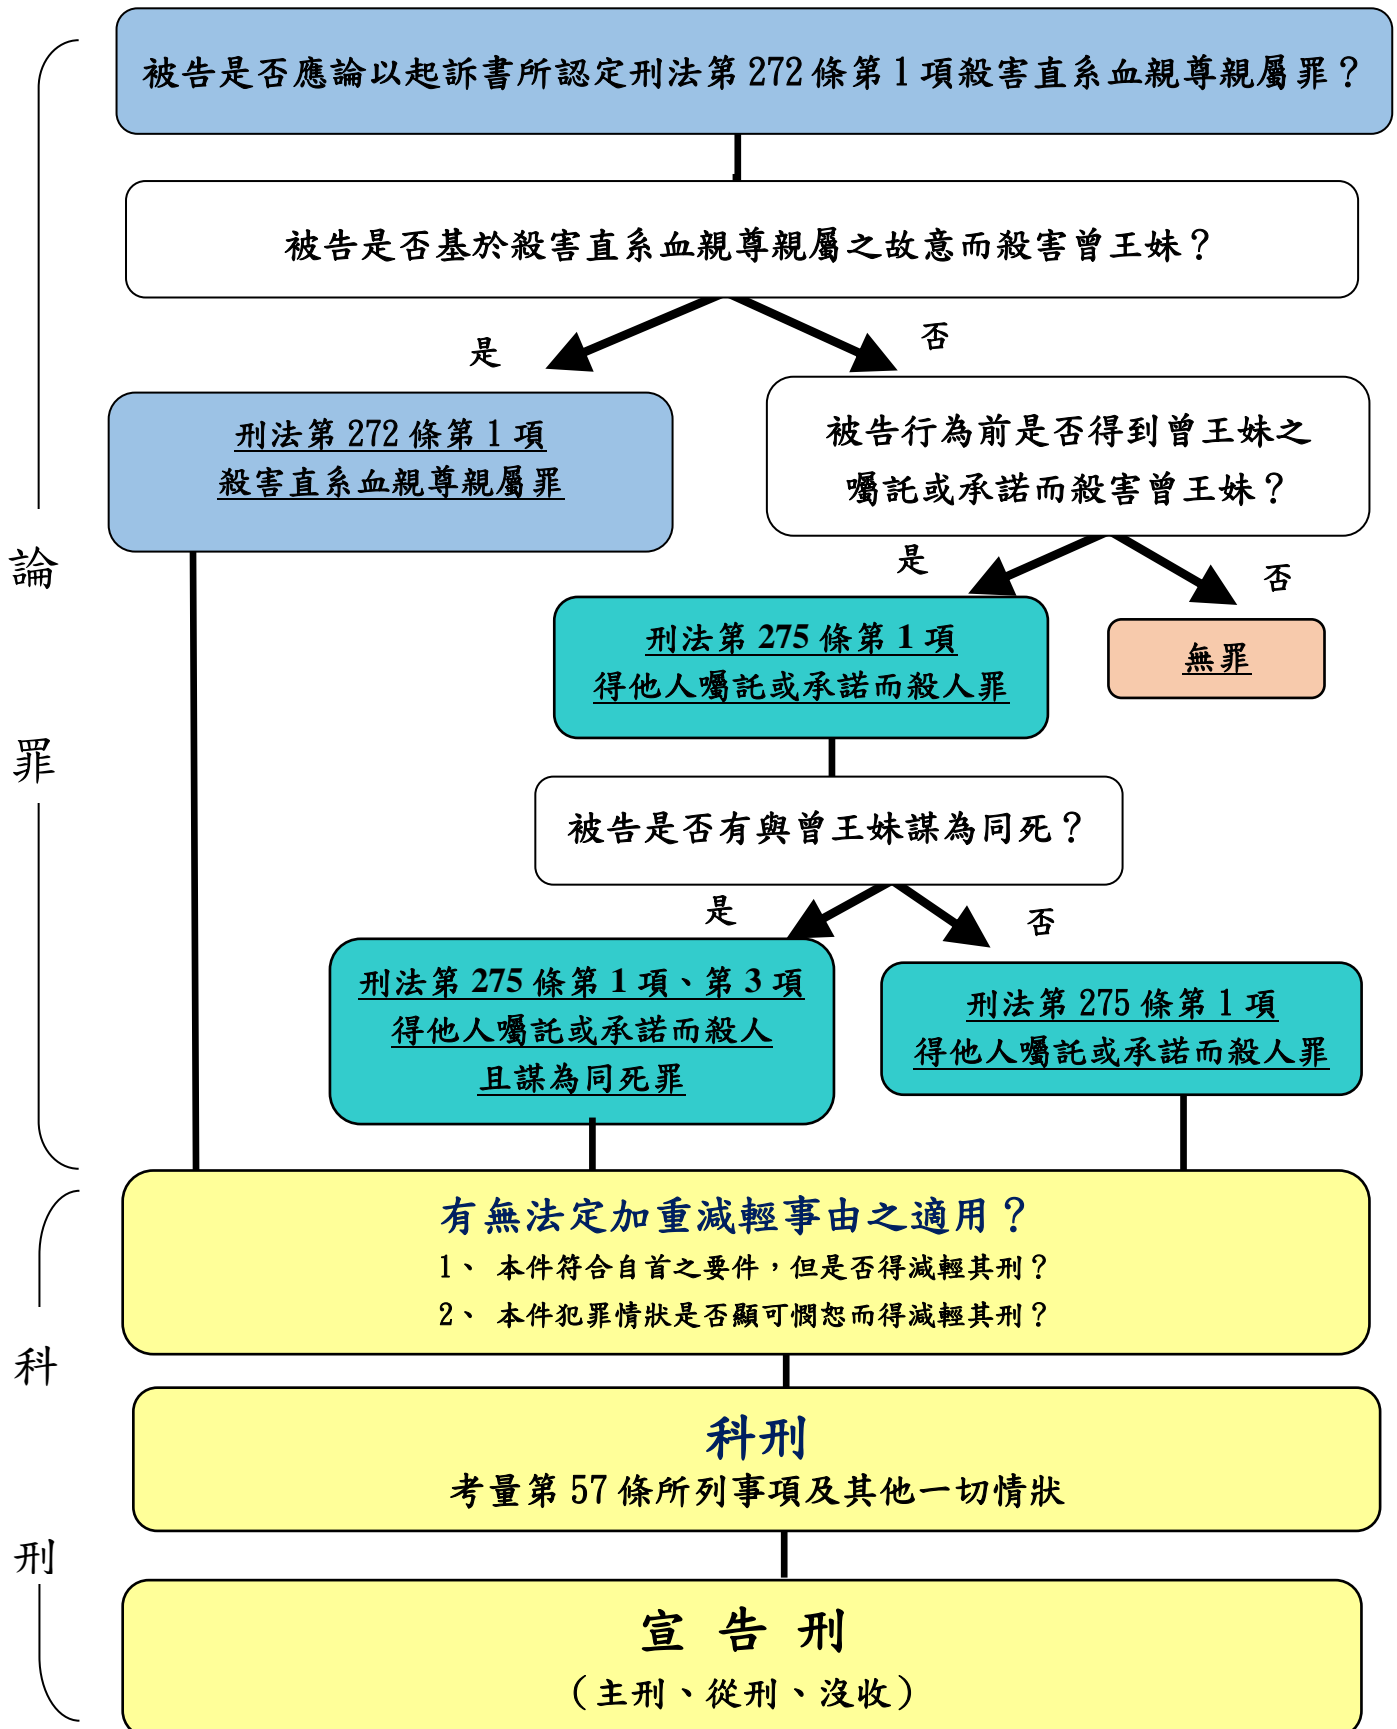 被告是否應論以起訴書所認定刑法第272條第1項殺害直系血親尊親屬罪？
被告是否基於殺害直系血親尊親屬之故意而殺害曾王妹？
是
否
刑法第272條第1項
殺害直系血親尊親屬罪
被告行為前是否得到曾王妹之
囑託或承諾而殺害曾王妹？
是
否
論
罪
刑法第275條第1項
得他人囑託或承諾而殺人罪
無罪
被告是否有與曾王妹謀為同死？
是
否
刑法第275條第1項、第3項
得他人囑託或承諾而殺人
且謀為同死罪
刑法第275條第1項
得他人囑託或承諾而殺人罪
有無法定加重減輕事由之適用？
1、 本件符合自首之要件，但是否得減輕其刑？
2、 本件犯罪情狀是否顯可憫恕而得減輕其刑？
科
刑
科刑
考量第57條所列事項及其他一切情狀
宣 告 刑
（主刑、從刑、沒收）